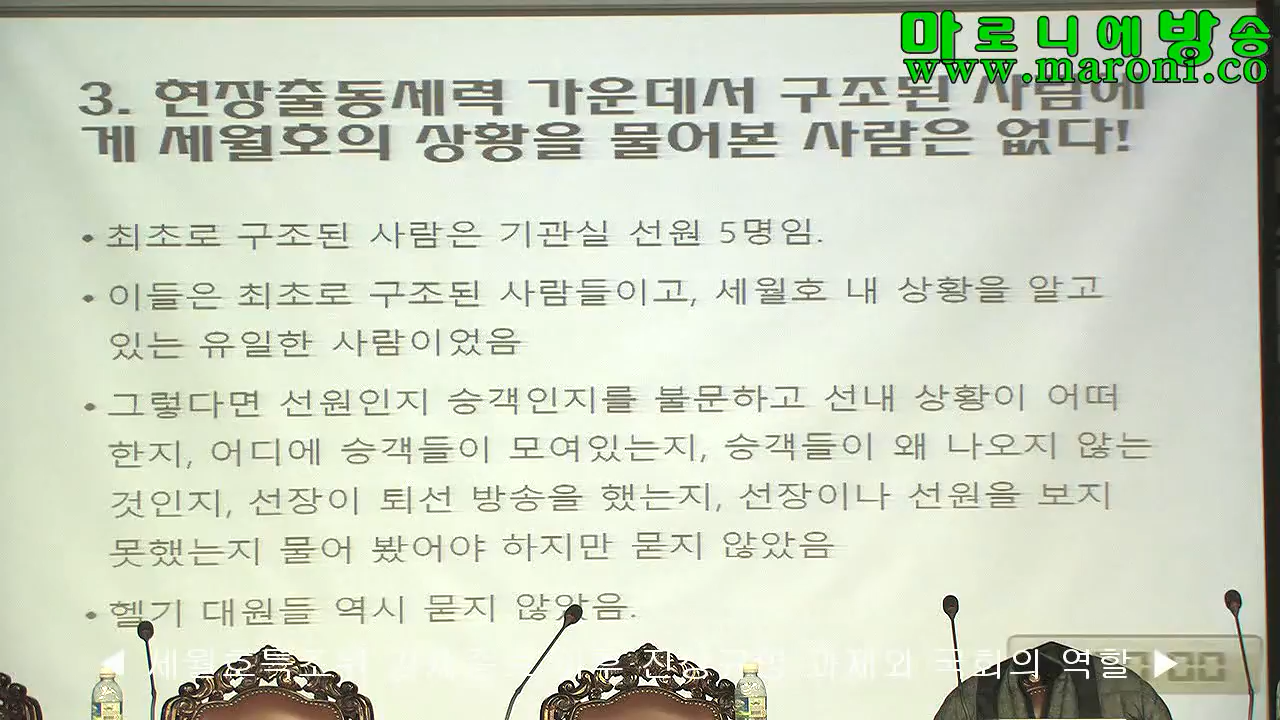 마로니에방송
www.maroni.co
3. 현장출동세력 가운데서 구조된 사람에
게 세월호의 상황을 물어본 사람은 없다!
• 최초로 구조된 사람은 기관실 선원 5명임.
• 이들은 최초로 구조된 사람들이고, 세월호 내 상황을 알고
있는 유일한 사람이었음
• 그렇다면 선원인지 승객인지를 불문하고 선내 상황이 어떠
한지, 어디에 승객들이 모여있는지, 승객들이 왜 나오지 않는
것인지, 선장이 퇴선 방송을 했는지, 선장이나 선원을 보지
못했는지 물어 봤어야 하지만 묻지 않았음
• 헬기 대원들 역시 묻지 않았음.
◀ 세월호특조위 진상규명 과제와 국회의 역할 ▶